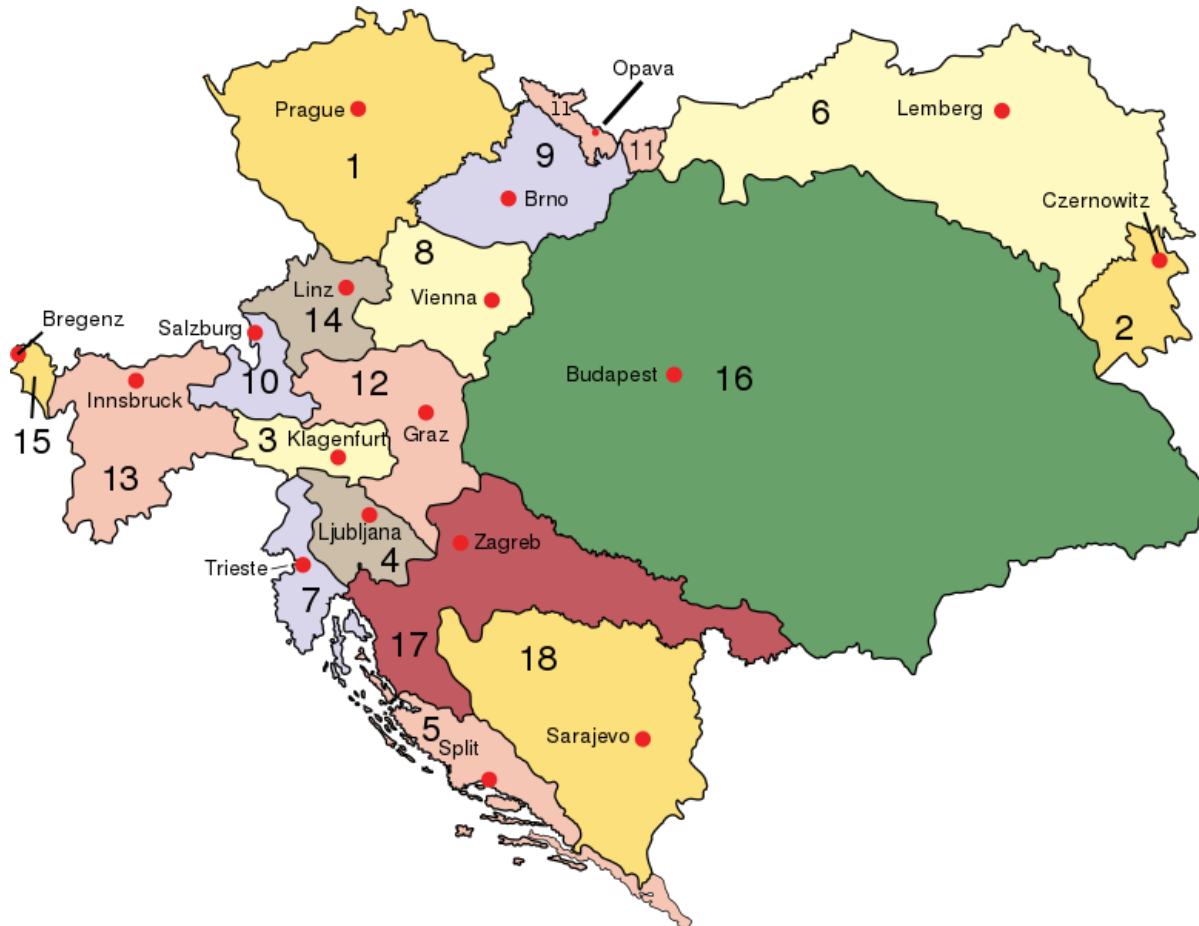 Opava
11
Prague
6
Lemberg
1
9
11
Brno
Czernowitz
8
Linz
Vienna
14
Salzburg
Bregenz
2
10
12
Budapest
16
Innsbruck
15
3
Klagenfurt
Graz
13
Ljubljana
4
Zagreb
Trieste
7
17
18
5
Split
Sarajevo